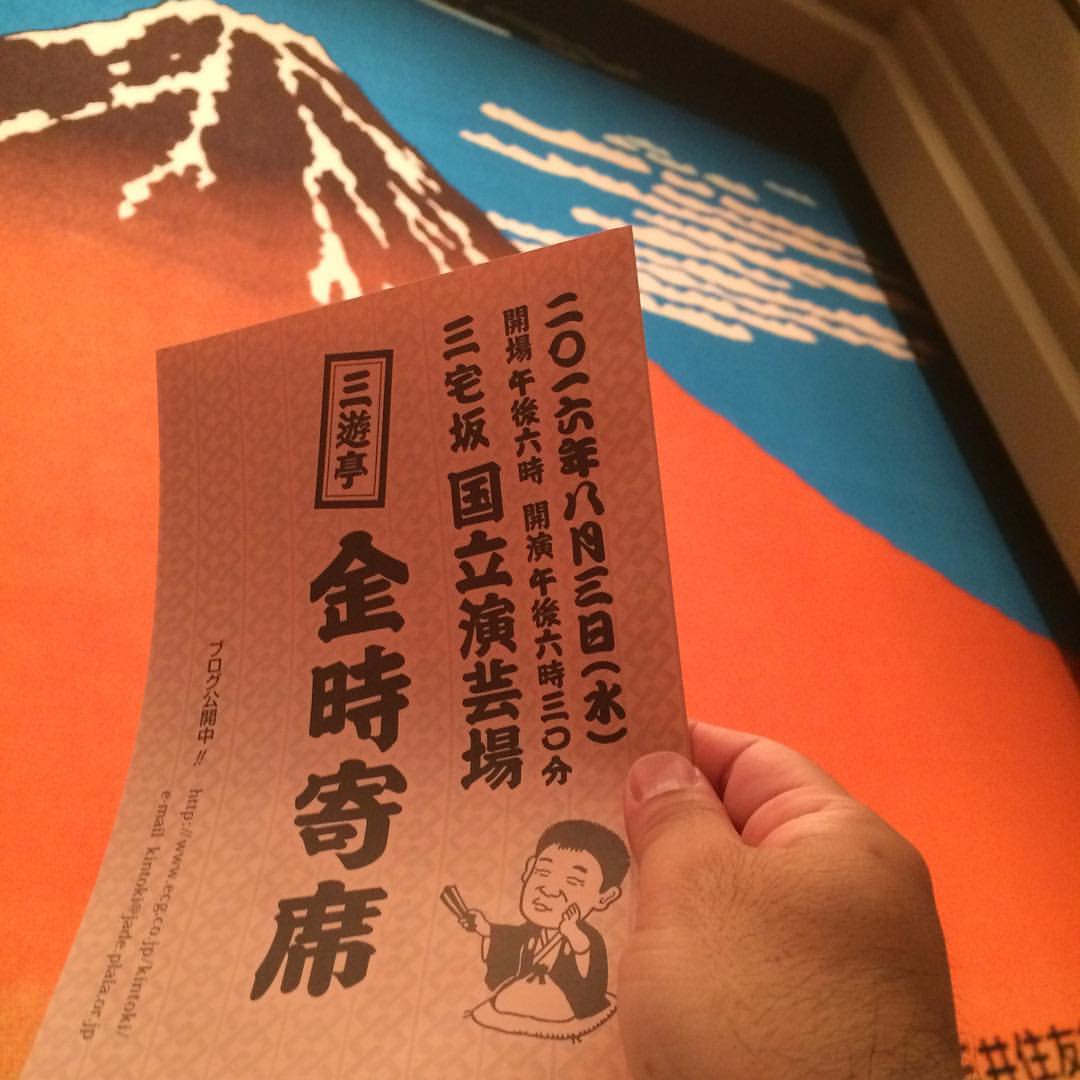 二〇一六年八月三日（水）
開場 午後六時 開演 午後六時三〇分
三宅坂 国立演芸場
三遊亭
金時寄席
ブログ公開中!! http://www.ecg.co.jp/kintoki/
e-mail kintoki@jade.plala.or.jp
井住友